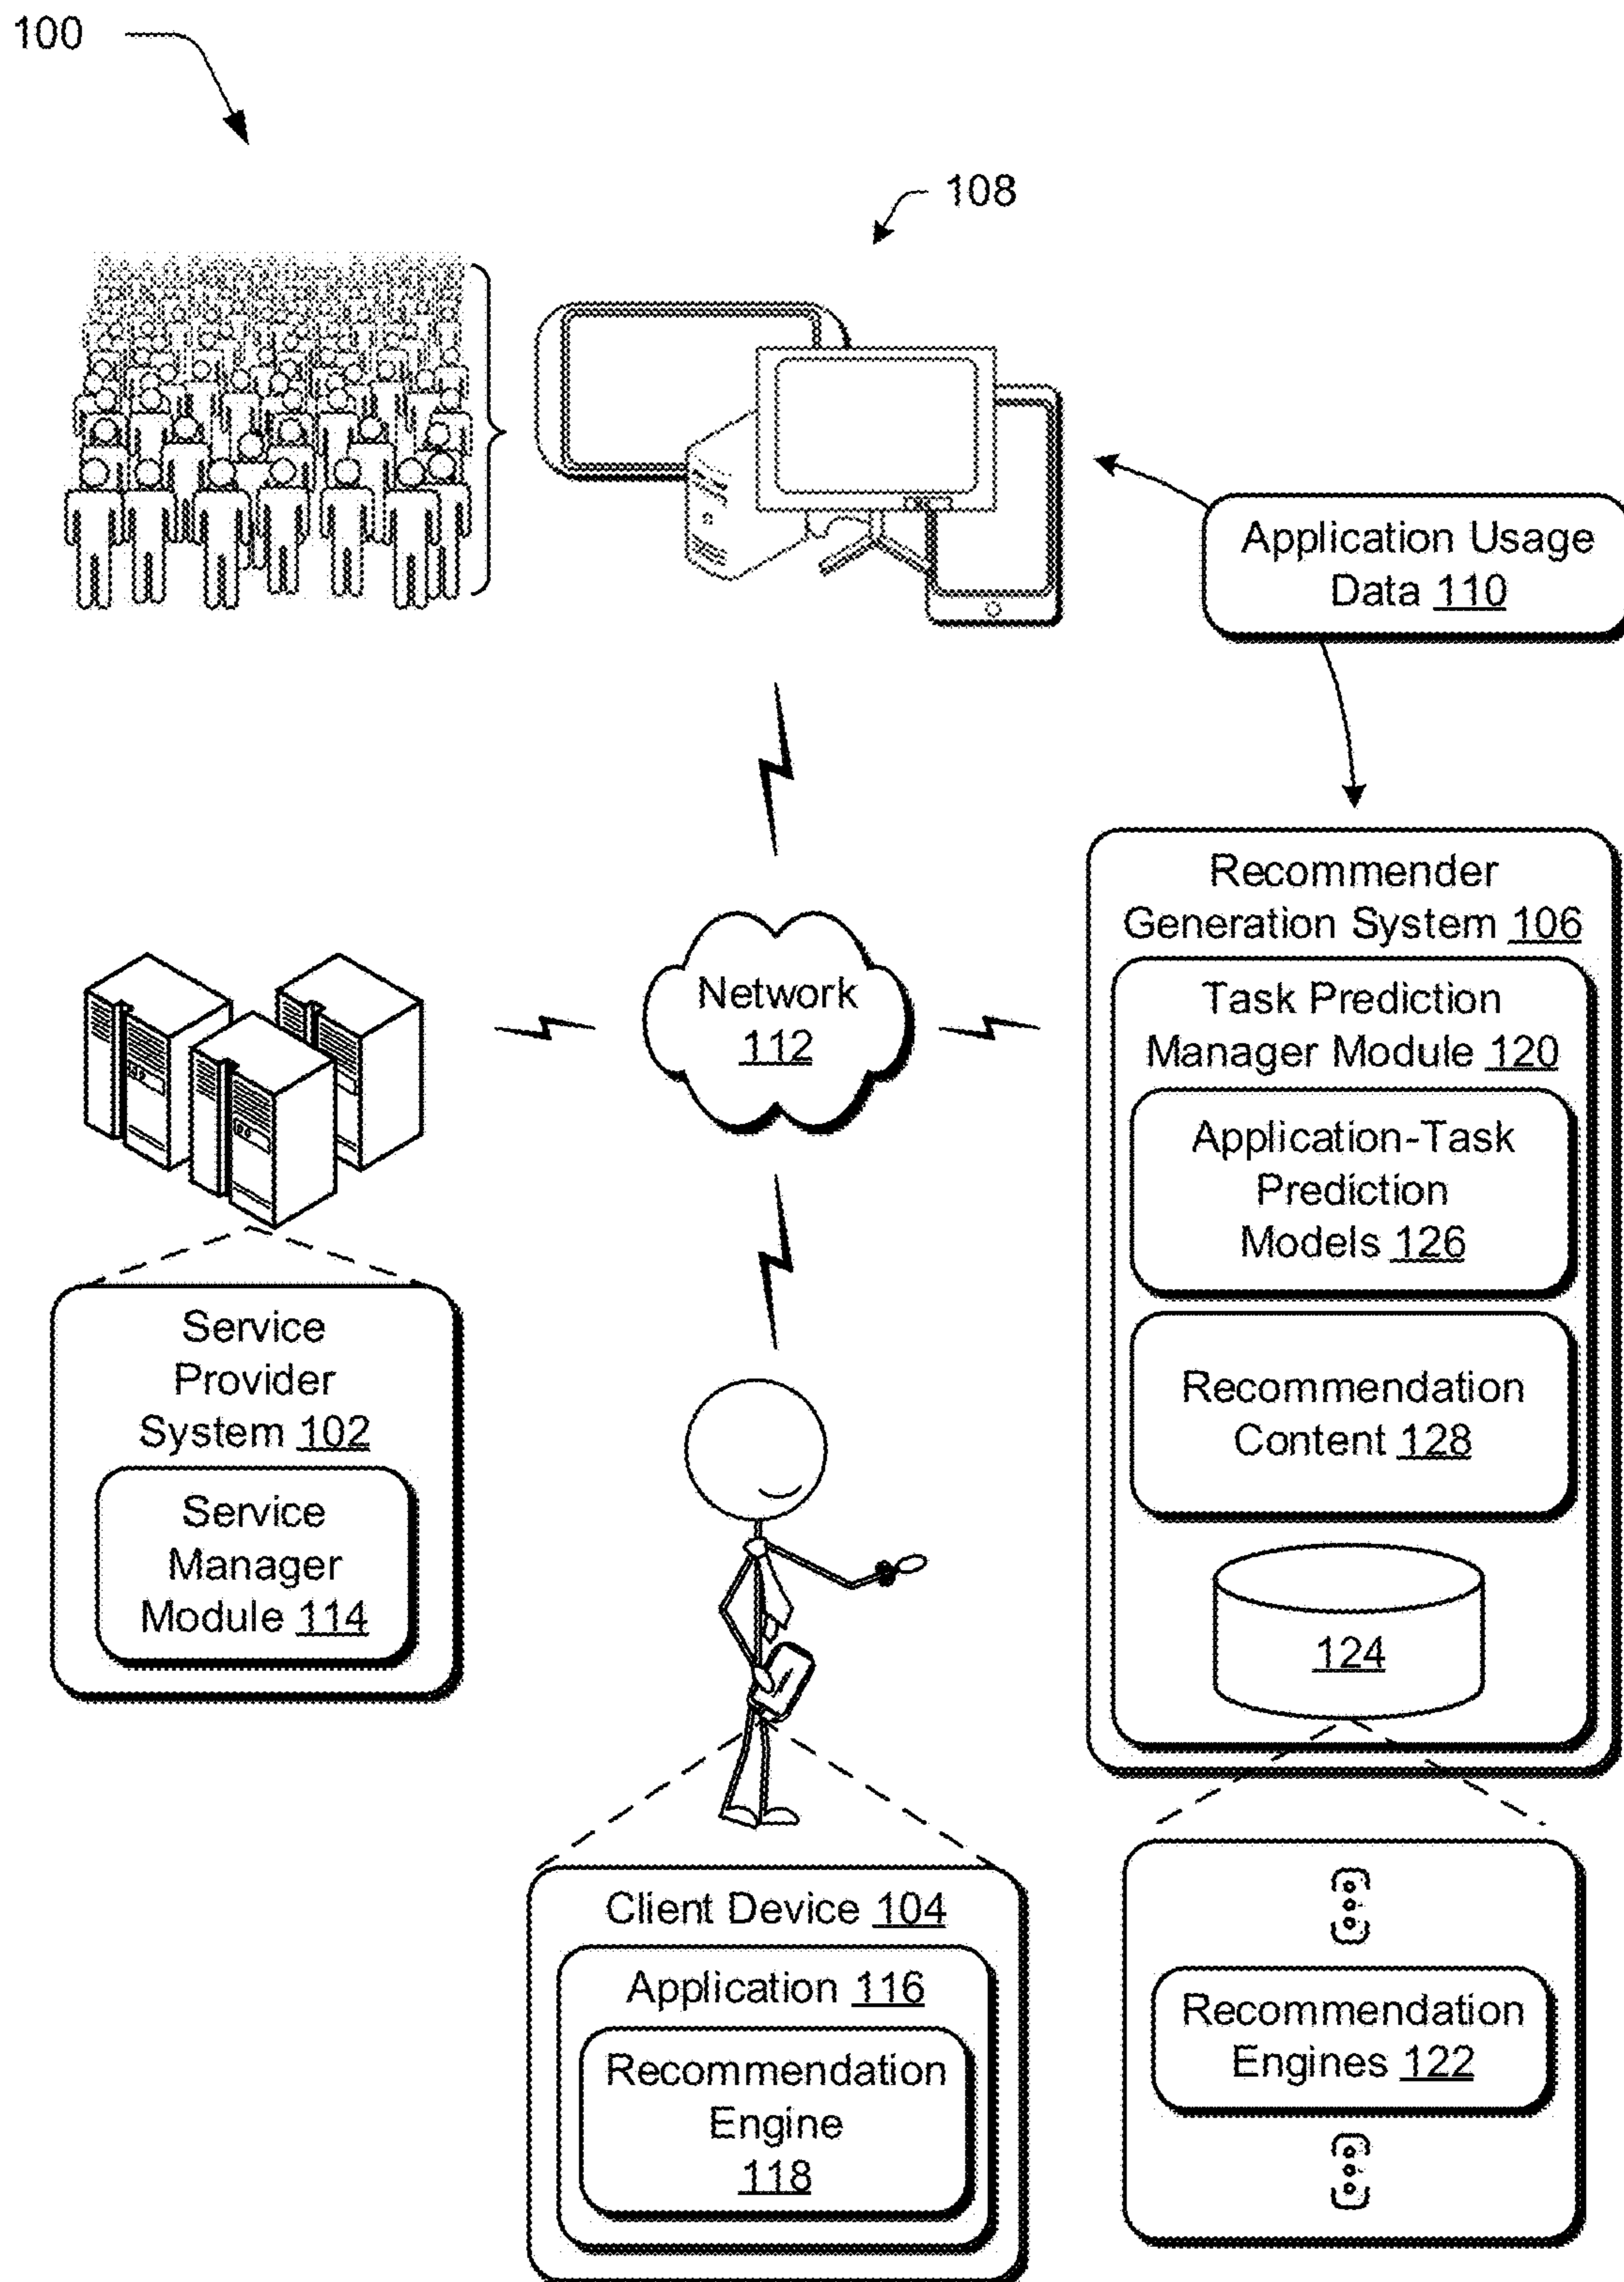 100
108
Application Usage
Data 110
Recommender
Generation System 106
Task Prediction
Manager Module 120
Application-Task
Prediction
Models 126
Recommendation
Content 128
124
Network
112
Service
Provider
System 102
Service
Manager
Module 114
Client Device 104
Application 116
Recommendation
Engine
118
Recommendation
Engines 122